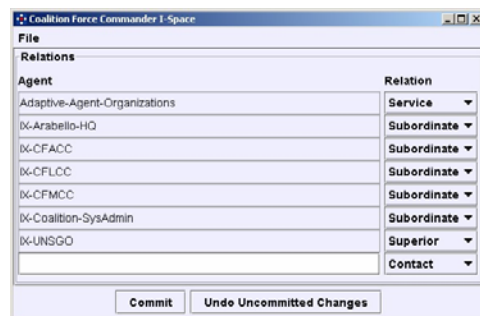 Coalition Force Commander I-Space
File
Relations
Agent Relation
Adaptive-Agent-Organizations Service
IX-Arabello-HQ Subordinate
IX-CFACC Subordinate
IX-CFLCC Subordinate
IX-CFMCC Subordinate
IX-Coalition-SysAdmin Subordinate
IX-UNSGO Superior
Contact
Commit Undo Uncommitted Changes